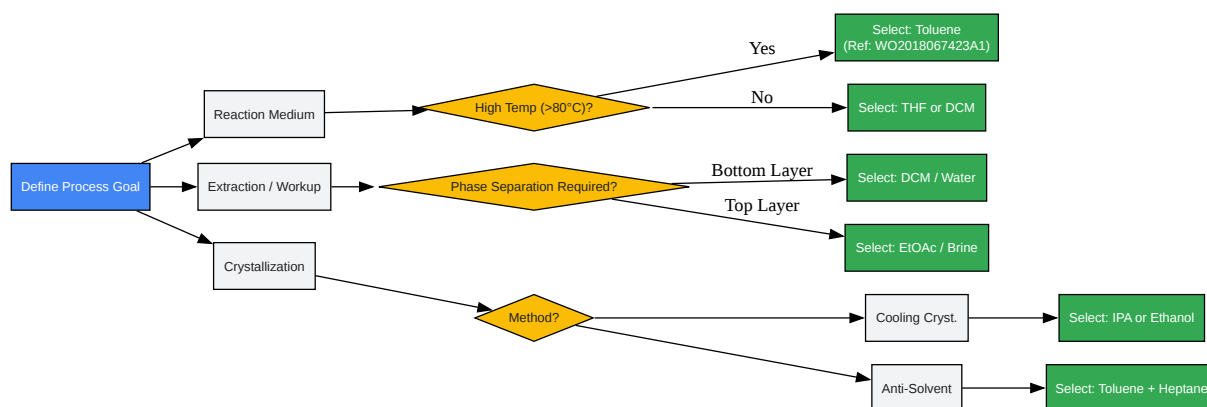 Define Process Goal
Reaction Medium
High Temp (>80°C)?
Yes
Select: Toluene
(Ref: WO2018067423A1)
No
Select: THF or DCM
Extraction / Workup
Phase Separation Required?
Bottom Layer
Select: DCM / Water
Top Layer
Select: EtOAc / Brine
Crystallization
Method?
Cooling Cryst.
Select: IPA or Ethanol
Anti-Solvent
Select: Toluene + Heptane